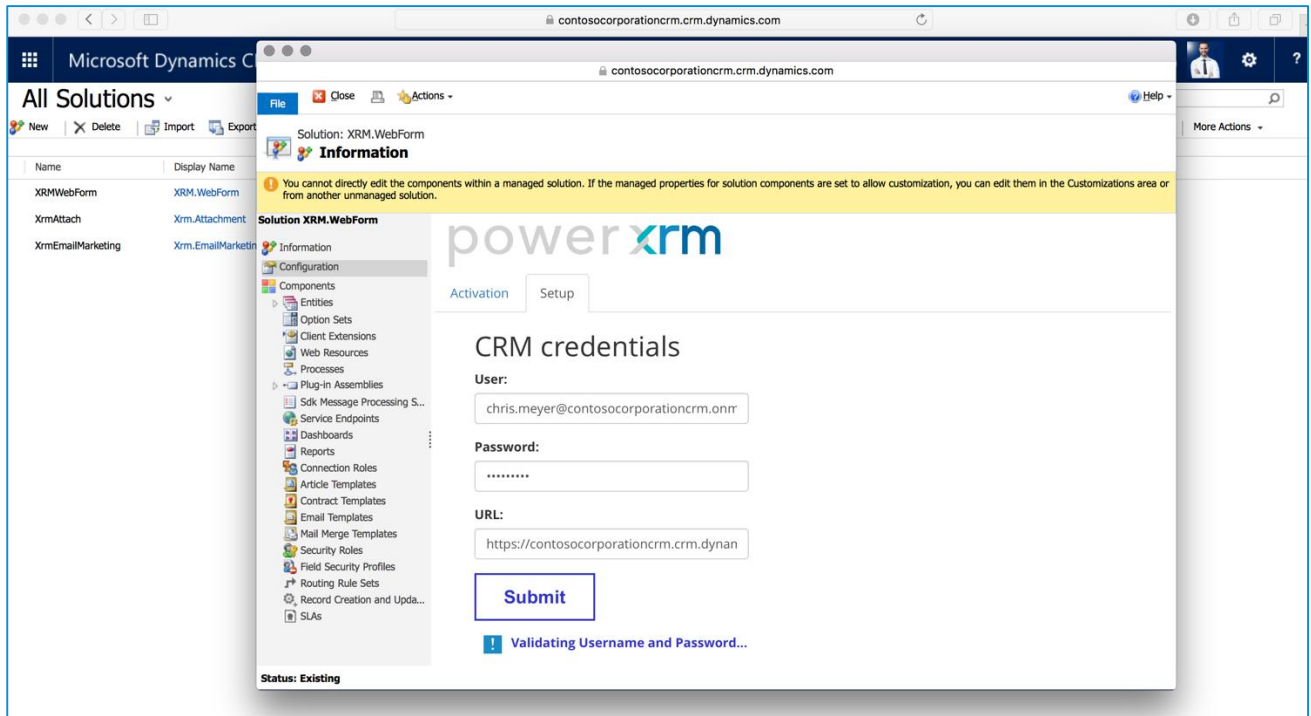 contosocorporationcrm.crm.dynamics.com
Microsoft Dynamics C
?
contosocorporationcrm.crm.dynamics.com
All Solutions
File Close Actions Help
New Delete Import Export More Actions
Solution: XRM.WebForm
Information
Name Display Name
You cannot directly edit the components within a managed solution. If the managed properties for solution components are set to allow customization, you can edit them in the Customizations area or
from another unmanaged solution.
XRMWebForm XRM.WebForm
XrmAttach Xrm.Attachment
XrmEmailMarketing Xrm.EmailMarketin
Solution XRM.WebForm
Information
Configuration
Components
Entities
Option Sets
Client Extensions
Web Resources
Processes
Plug-in Assemblies
Sdk Message Processing S...
Service Endpoints
Dashboards
Reports
Connection Roles
Article Templates
Contract Templates
Email Templates
Mail Merge Templates
Security Roles
Field Security Profiles
Routing Rule Sets
Record Creation and Upda...
SLAs
power xrm
Activation Setup
CRM credentials
User:
chris.meyer@contosocorporationcrm.onm
Password:
•••••••••
URL:
https://contosocorporationcrm.crm.dynan
Submit
! Validating Username and Password...
Status: Existing